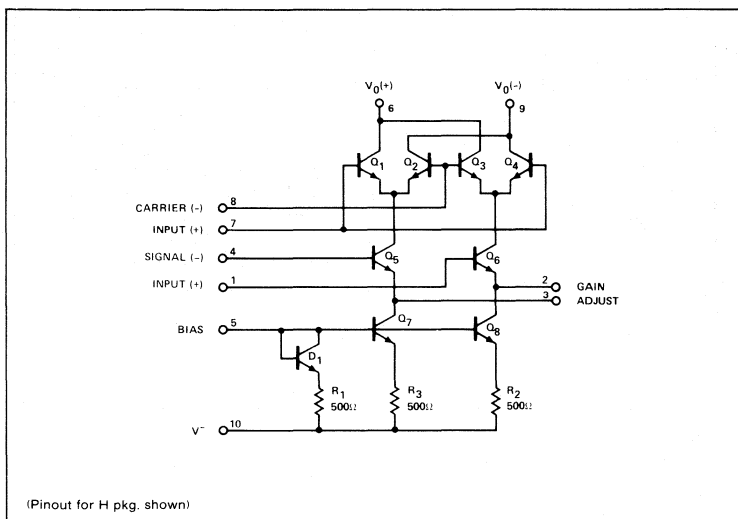 V₀(+) V₀(−)
6 9
Q₁ Q₂ Q₃ Q₄
CARRIER (−) 8
INPUT (+) 7
SIGNAL (−) 4 Q₅ Q₆
INPUT (+) 1 2 GAIN
3 ADJUST
BIAS 5 Q₇ Q₈
D₁
R₁ R₃ R₂
500Ω 500Ω 500Ω
V⁻ 10
(Pinout for H pkg. shown)